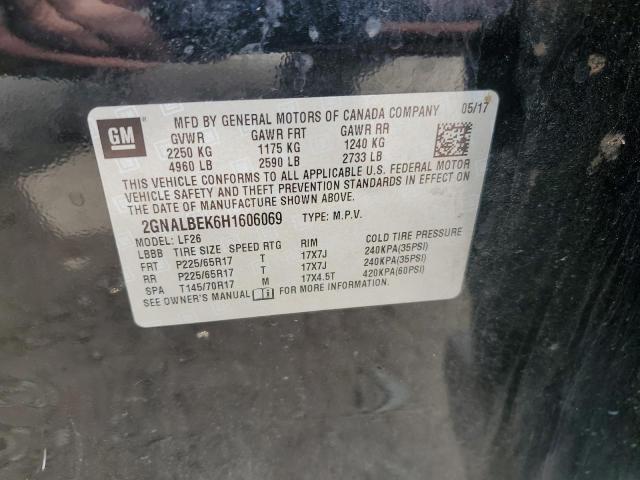 GM
MFD BY GENERAL MOTORS OF CANADA COMPANY 05/17
GVWR GAWR FRT GAWR RR
2250 KG 1175 KG 1240 KG
4960 LB 2590 LB 2733 LB
THIS VEHICLE CONFORMS TO ALL APPLICABLE U.S. FEDERAL MOTOR
VEHICLE SAFETY AND THEFT PREVENTION STANDARDS IN EFFECT ON
THE DATE OF MANUFACTURE SHOWN ABOVE.
2GNALBEK6H1606069 TYPE: M.P.V.
MODEL: LF26
LBBB TIRE SIZE SPEED RTG RIM COLD TIRE PRESSURE
FRT P225/65R17 T 17X7J 240KPA(35PSI)
RR P225/65R17 T 17X7J 240KPA(35PSI)
SPA T145/70R17 M 17X4.5T 420KPA(60PSI)
SEE OWNER'S MANUAL FOR MORE INFORMATION.